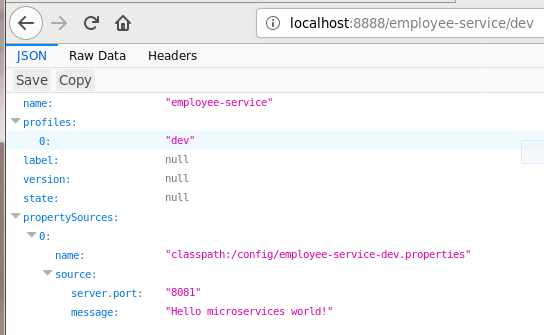 localhost:8888/employee-service/dev
JSON Raw Data Headers
Save Copy
name: "employee-service"
profiles:
0: "dev"
label: null
version: null
state: null
propertySources:
0:
name: "classpath:/config/employee-service-dev.properties"
source:
server.port: "8081"
message: "Hello microservices world!"